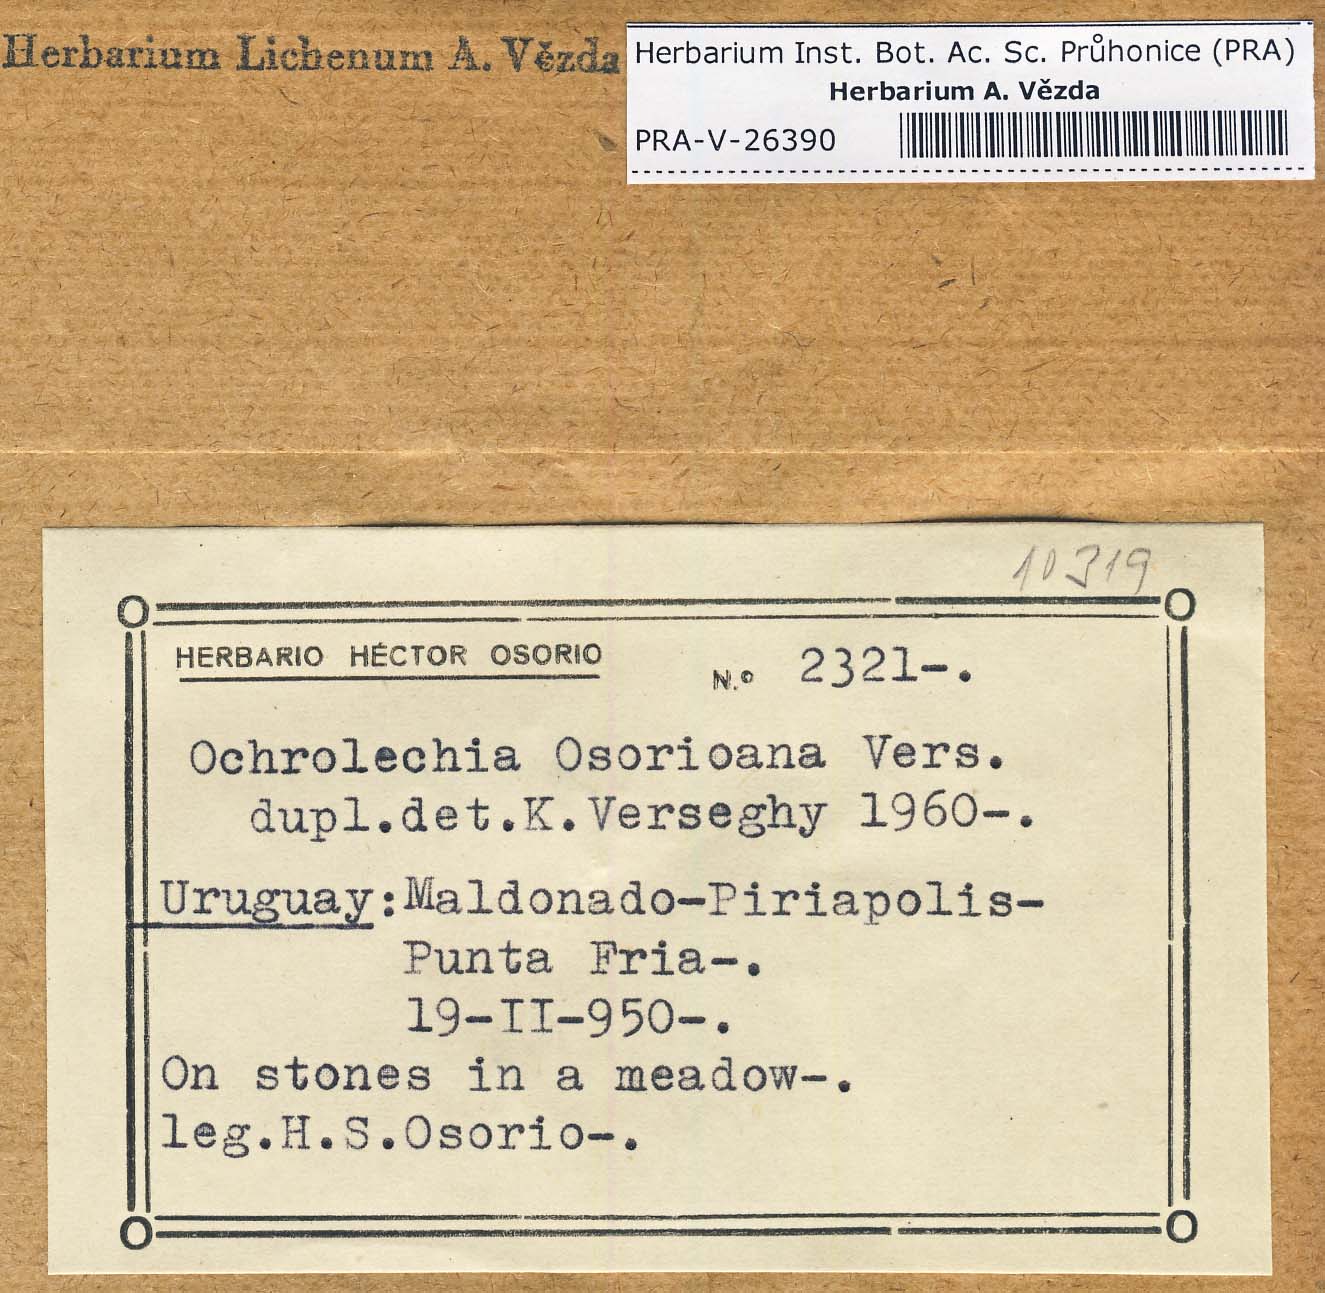 Herbarium Lichenum A. Vězda
Herbarium Inst. Bot. Ac. Sc. Průhonice (PRA)
Herbarium A. Vězda
PRA-V-26390
10319
HERBARIO HÉCTOR OSORIO
N.º 2321-.
Ochrolechia Osorioana Vers.
dupl.det.K.Verseghy 1960-.
Uruguay:Maldonado-Piriapolis-
Punta Fria-.
19-II-950-.
On stones in a meadow-.
leg.H.S.Osorio-.